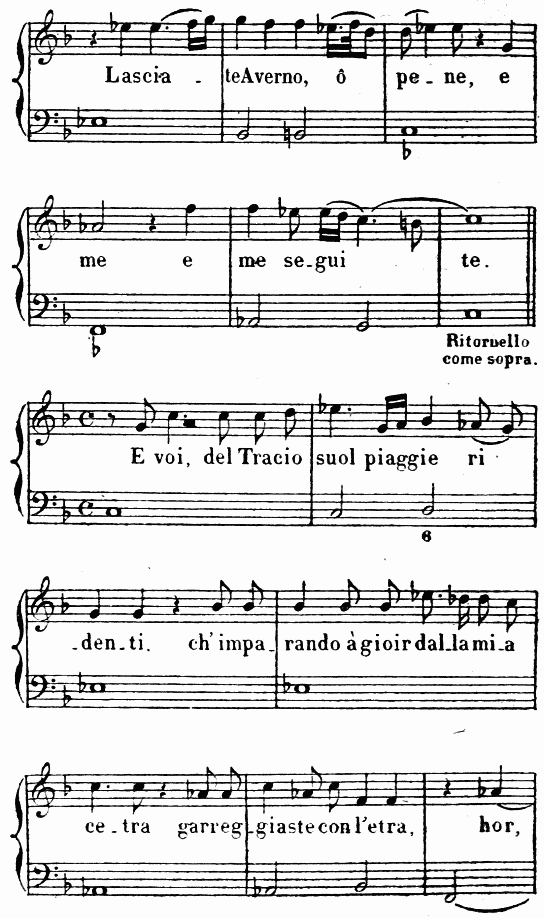 Lascia - teAverno, ô pe - ne, e
me e me se - gui te.
Ritornello
come sopra.
E voi, del Tracio suol piaggie ri
6
- den - ti. ch' impa - rando à gioir dal - la mi - a
ce - tra garreg - giaste con l'etra, hor,